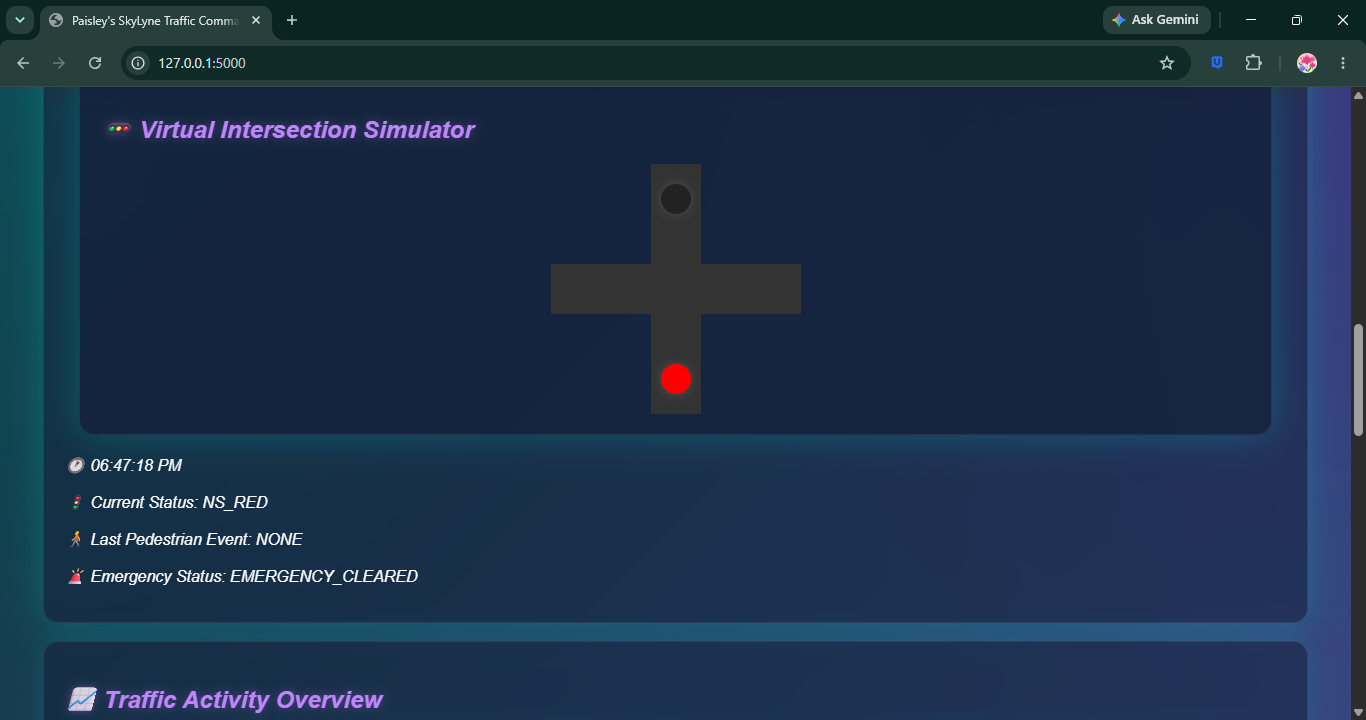 Paisley's SkyLyne Traffic Comma
Ask Gemini
127.0.0.1:5000
Virtual Intersection Simulator
06:47:18 PM
Current Status: NS_RED
Last Pedestrian Event: NONE
Emergency Status: EMERGENCY_CLEARED
Traffic Activity Overview